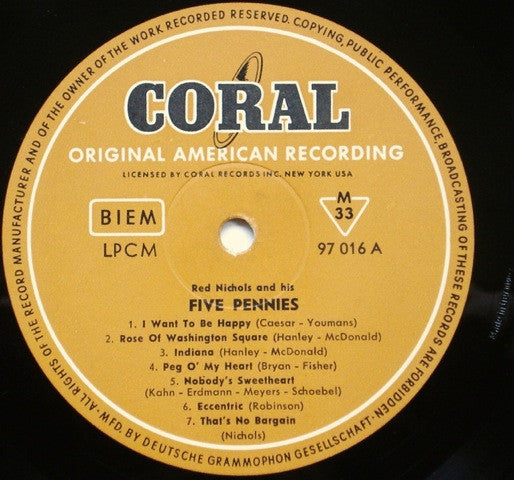 CORAL
ORIGINAL AMERICAN RECORDING
LICENSED BY CORAL RECORDS INC. NEW YORK USA
BIEM
LPCM
M
33
97 016 A
Red Nichols and his
FIVE PENNIES
1. I Want To Be Happy (Caesar - Youmans)
2. Rose Of Washington Square (Hanley - McDonald)
3. Indiana (Hanley - McDonald)
4. Peg O' My Heart (Bryan - Fisher)
5. Nobody's Sweetheart
(Kahn - Erdmann - Meyers - Schoebel)
6. Eccentric (Robinson)
7. That's No Bargain
(Nichols)
ALL RIGHTS OF THE RECORD MANUFACTURER AND OF THE OWNER OF THE WORK RECORDED RESERVED. COPYING, PUBLIC PERFORMANCE, BROADCASTING OF THESE RECORDS ARE FORBIDDEN
MFD. BY DEUTSCHE GRAMMOPHON GESELLSCHAFT